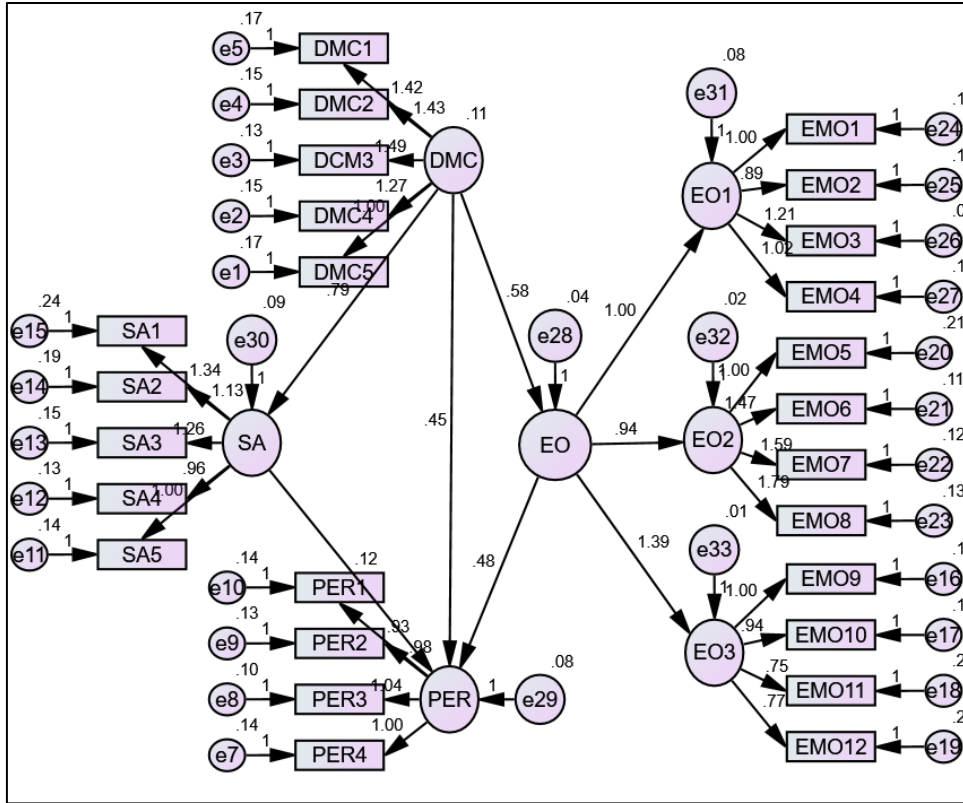 .17
e5 1 DMC1
.15
e4 1 DMC2
.13
e3 1 DCM3
.15
e2 1 DMC4
.17
e1 1 DMC5
1.42
1.43
1.49
1.27
1.00
.11
DMC
.79
.45
.58
.24
e15 1 SA1
.19
e14 1 SA2
.15
e13 1 SA3
.13
e12 1 SA4
.14
e11 1 SA5
1.34
1.13
1.26
.96
1.00
.09
e30
1
SA
.12
.14
e10 1 PER1
.13
e9 1 PER2
.10
e8 1 PER3
.14
e7 1 PER4
.93
.98
1.04
1.00
PER
1
e29
.08
.04
e28
1
EO
.48
1.00
.94
1.39
.08
e31
1
EO1
1.00
.89
1.21
1.02
EMO1 1 e24
EMO2 1 e25
EMO3 1 e26
EMO4 1 e27
.02
e32
1
EO2
1.00
1.47
1.59
1.79
.21
EMO5 1 e20
.11
EMO6 1 e21
.12
EMO7 1 e22
.13
EMO8 1 e23
.01
e33
1
EO3
1.00
.94
.75
.77
EMO9 1 e16
EMO10 1 e17
EMO11 1 e18
EMO12 1 e19